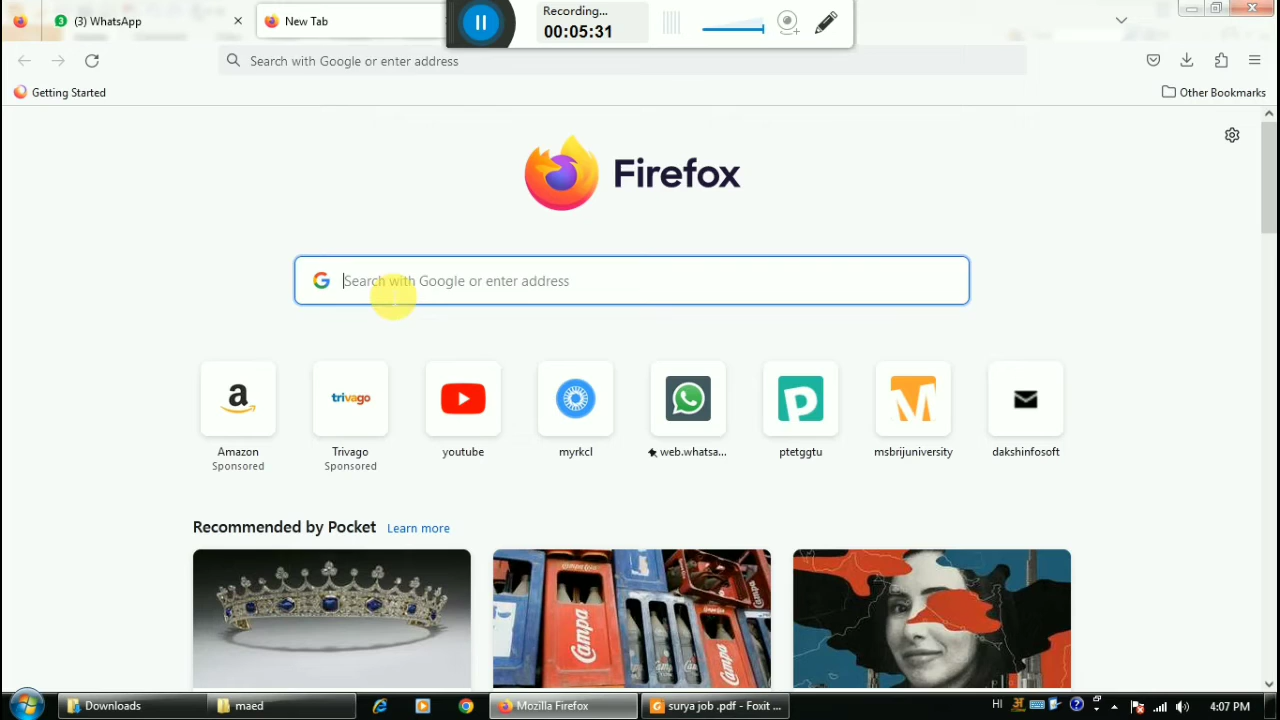 (3) WhatsApp
New Tab
Recording...
00:05:31
Search with Google or enter address
Getting Started
Other Bookmarks
Firefox
Search with Google or enter address
a
trivago
Amazon
Sponsored
Trivago
Sponsored
youtube
myrkcl
web.whatsa...
ptetggtu
msbrijuniversity
dakshinfosoft
Recommended by Pocket Learn more
Campa
Campa
Downloads
maed
Mozilla Firefox
surya job .pdf - Foxit ...
HI
4:07 PM